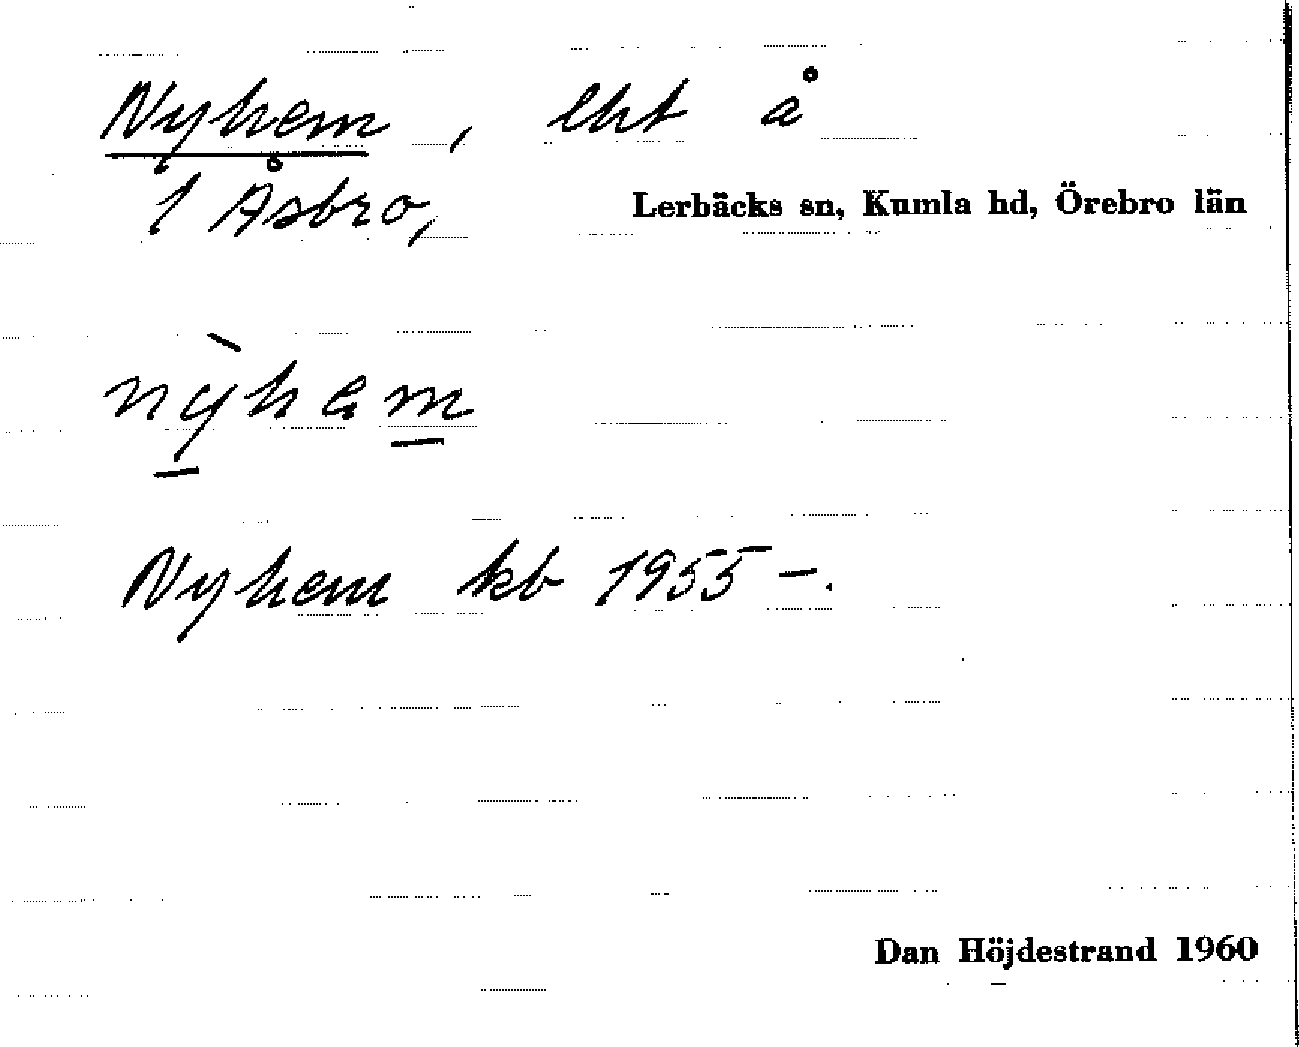 Nyhem, lht å
1 Åsbro, Lerbäcks sn, Kumla hd, Örebro län
nỳhem
Nyhem kb 1955-.
Dan Höjdestrand 1960